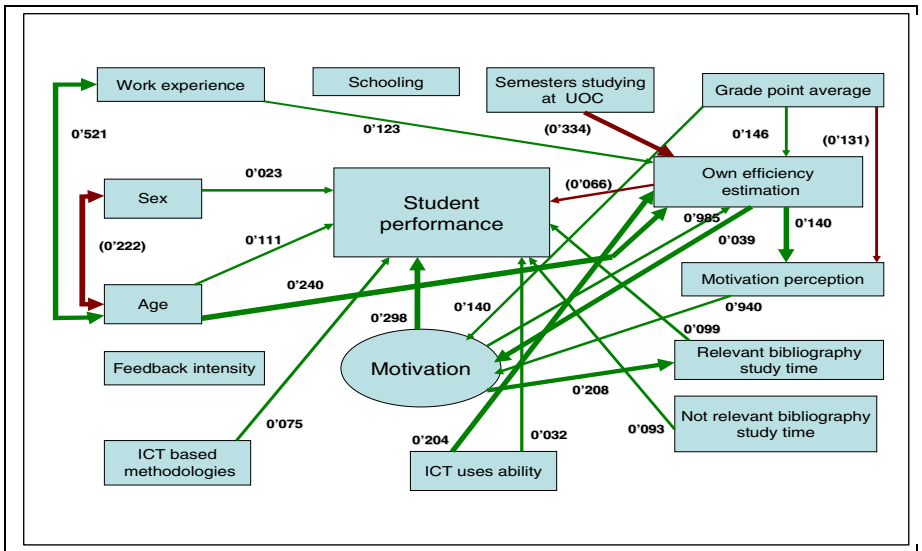 Work experience
Schooling
Semesters studying
at UOC
Grade point average
0'521
0'123
(0'334)
0'146
(0'131)
Own efficiency
estimation
Sex
0'023
Student
performance
(0'066)
(0'222)
0'111
0'985
0'039
0'140
Age
0'240
Motivation perception
0'298
0'140
0'940
0'099
Feedback intensity
Motivation
Relevant bibliography
study time
0'208
Not relevant bibliography
study time
0'075
0'204
0'032
0'093
ICT based
methodologies
ICT uses ability